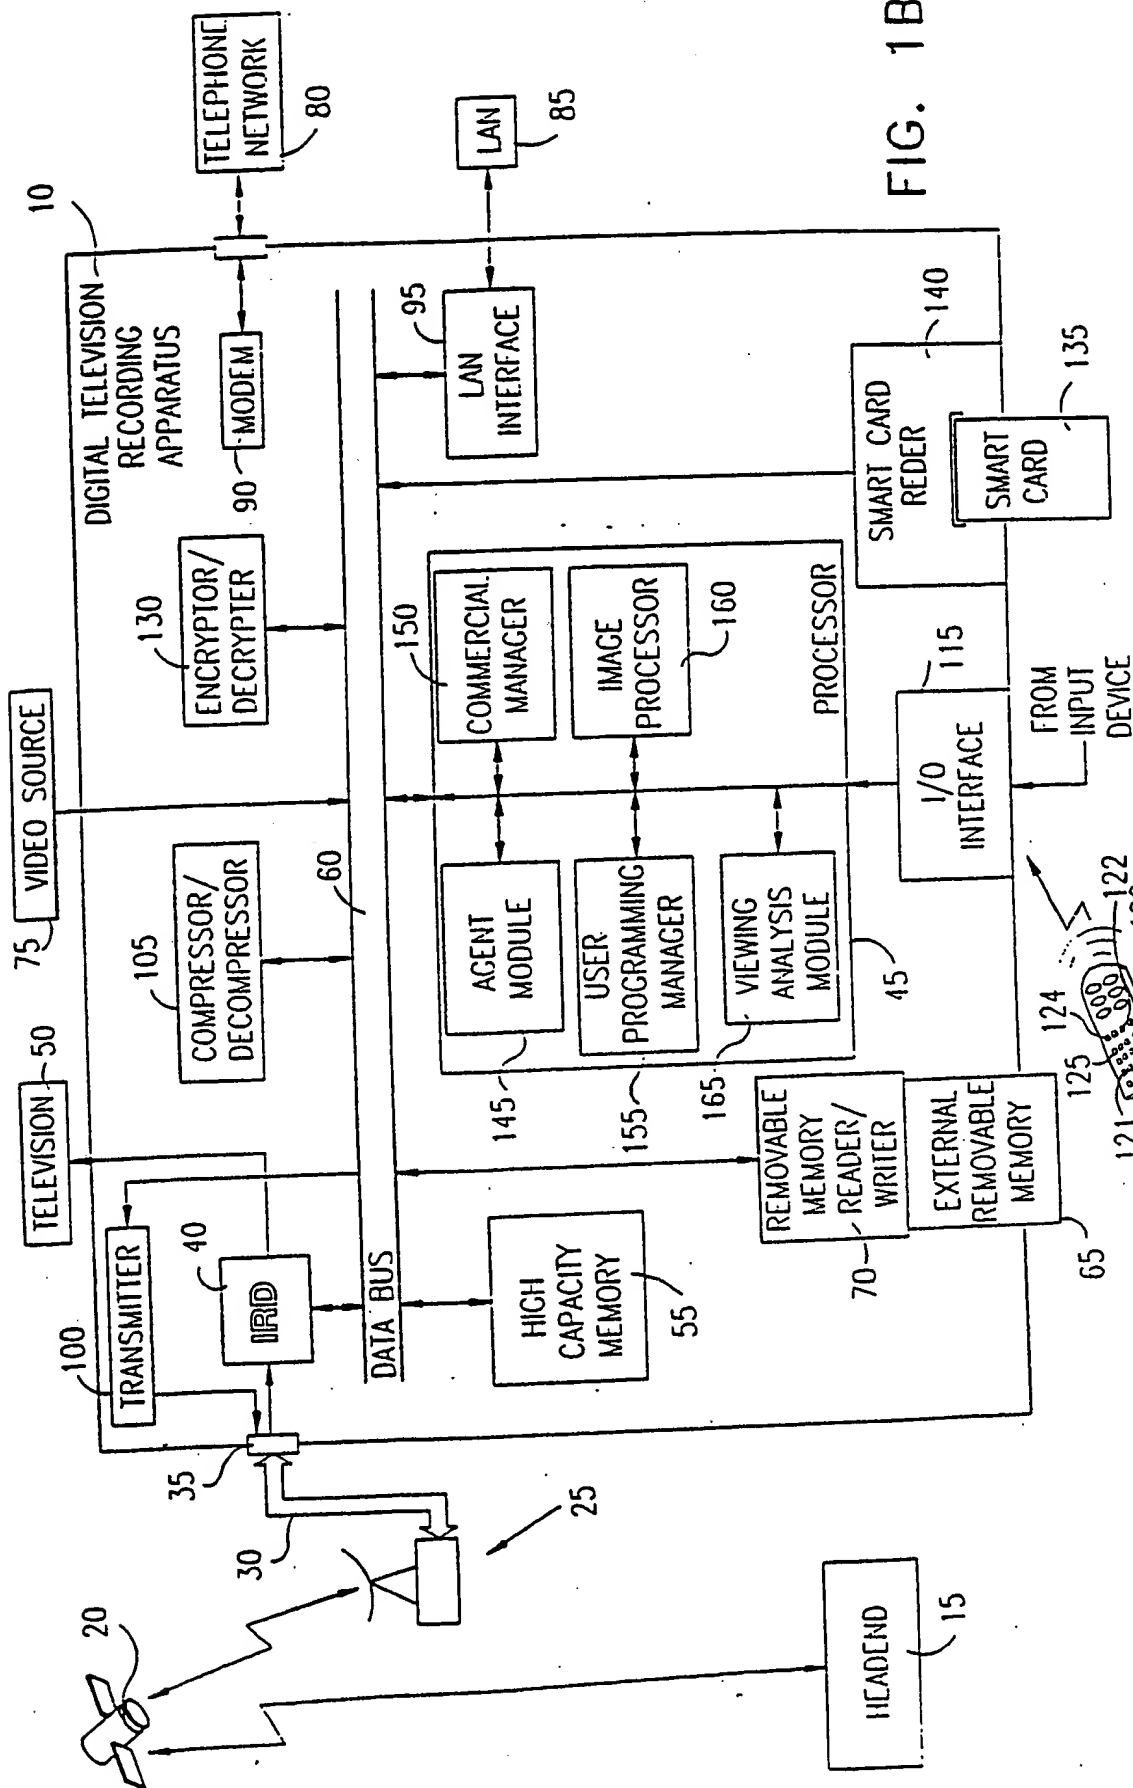 FIG. 1B
TELEPHONE
NETWORK
80
LAN
85
10
DIGITAL TELEVISION
RECORDING
APPARATUS
MODEM
90
LAN
INTERFACE
95
SMART CARD
REDER
140
SMART
CARD
135
VIDEO SOURCE
75
ENCRYPTOR/
DECRYPTER
130
COMPRESSOR/
DECOMPRESSOR
105
60
DATA BUS
COMMERCIAL
MANAGER
150
IMAGE
PROCESSOR
160
PROCESSOR
AGENT
MODULE
145
USER
PROGRAMMING
MANAGER
155
VIEWING
ANALYSIS
MODULE
165
45
I/O
INTERFACE
115
FROM
INPUT
DEVICE
TELEVISION
50
TRANSMITTER
100
IRD
40
35
HIGH
CAPACITY
MEMORY
55
REMOVABLE
MEMORY
READER/
WRITER
70
EXTERNAL
REMOVABLE
MEMORY
65
121
125
124
122
20
30
25
HEADEND
15